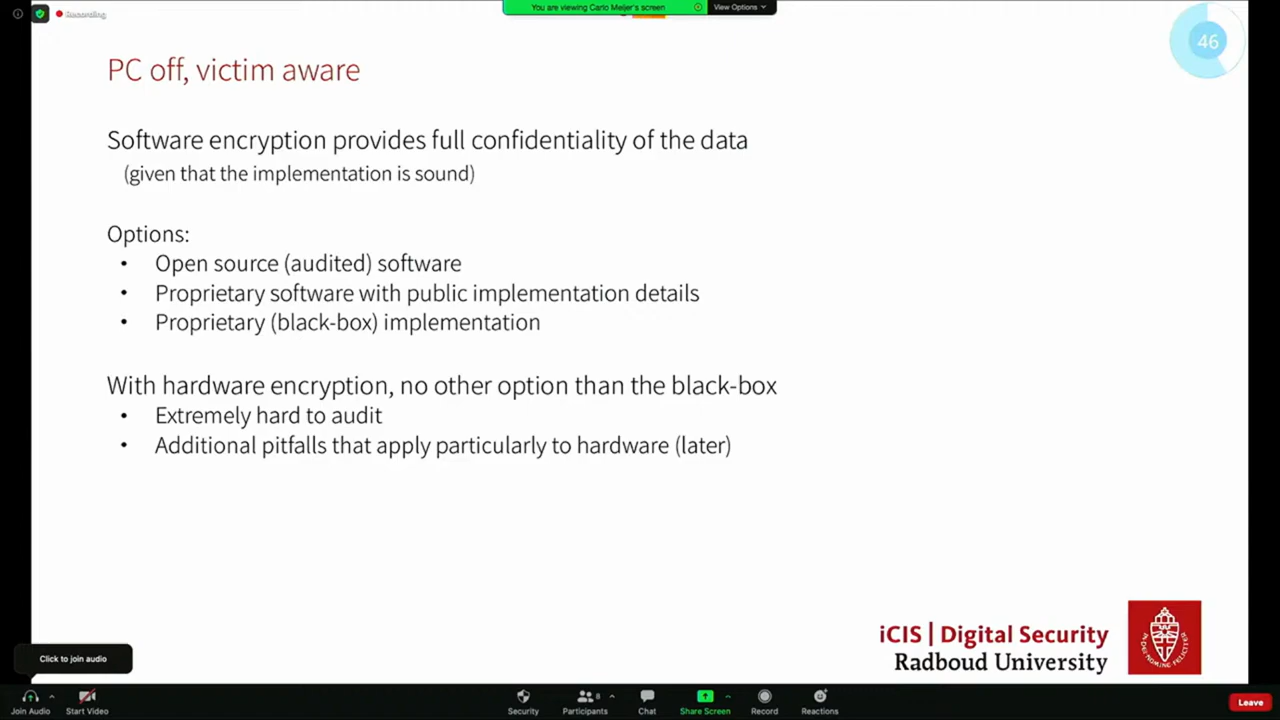 Recording
You are viewing Carlo Meijer's screen
View Options
46
PC off, victim aware
Software encryption provides full confidentiality of the data
(given that the implementation is sound)
Options:
• Open source (audited) software
• Proprietary software with public implementation details
• Proprietary (black-box) implementation
With hardware encryption, no other option than the black-box
• Extremely hard to audit
• Additional pitfalls that apply particularly to hardware (later)
iCIS | Digital Security
Radboud University
Click to join audio
Join Audio
Start Video
Security
Participants
8
Chat
Share Screen
Record
Reactions
Leave